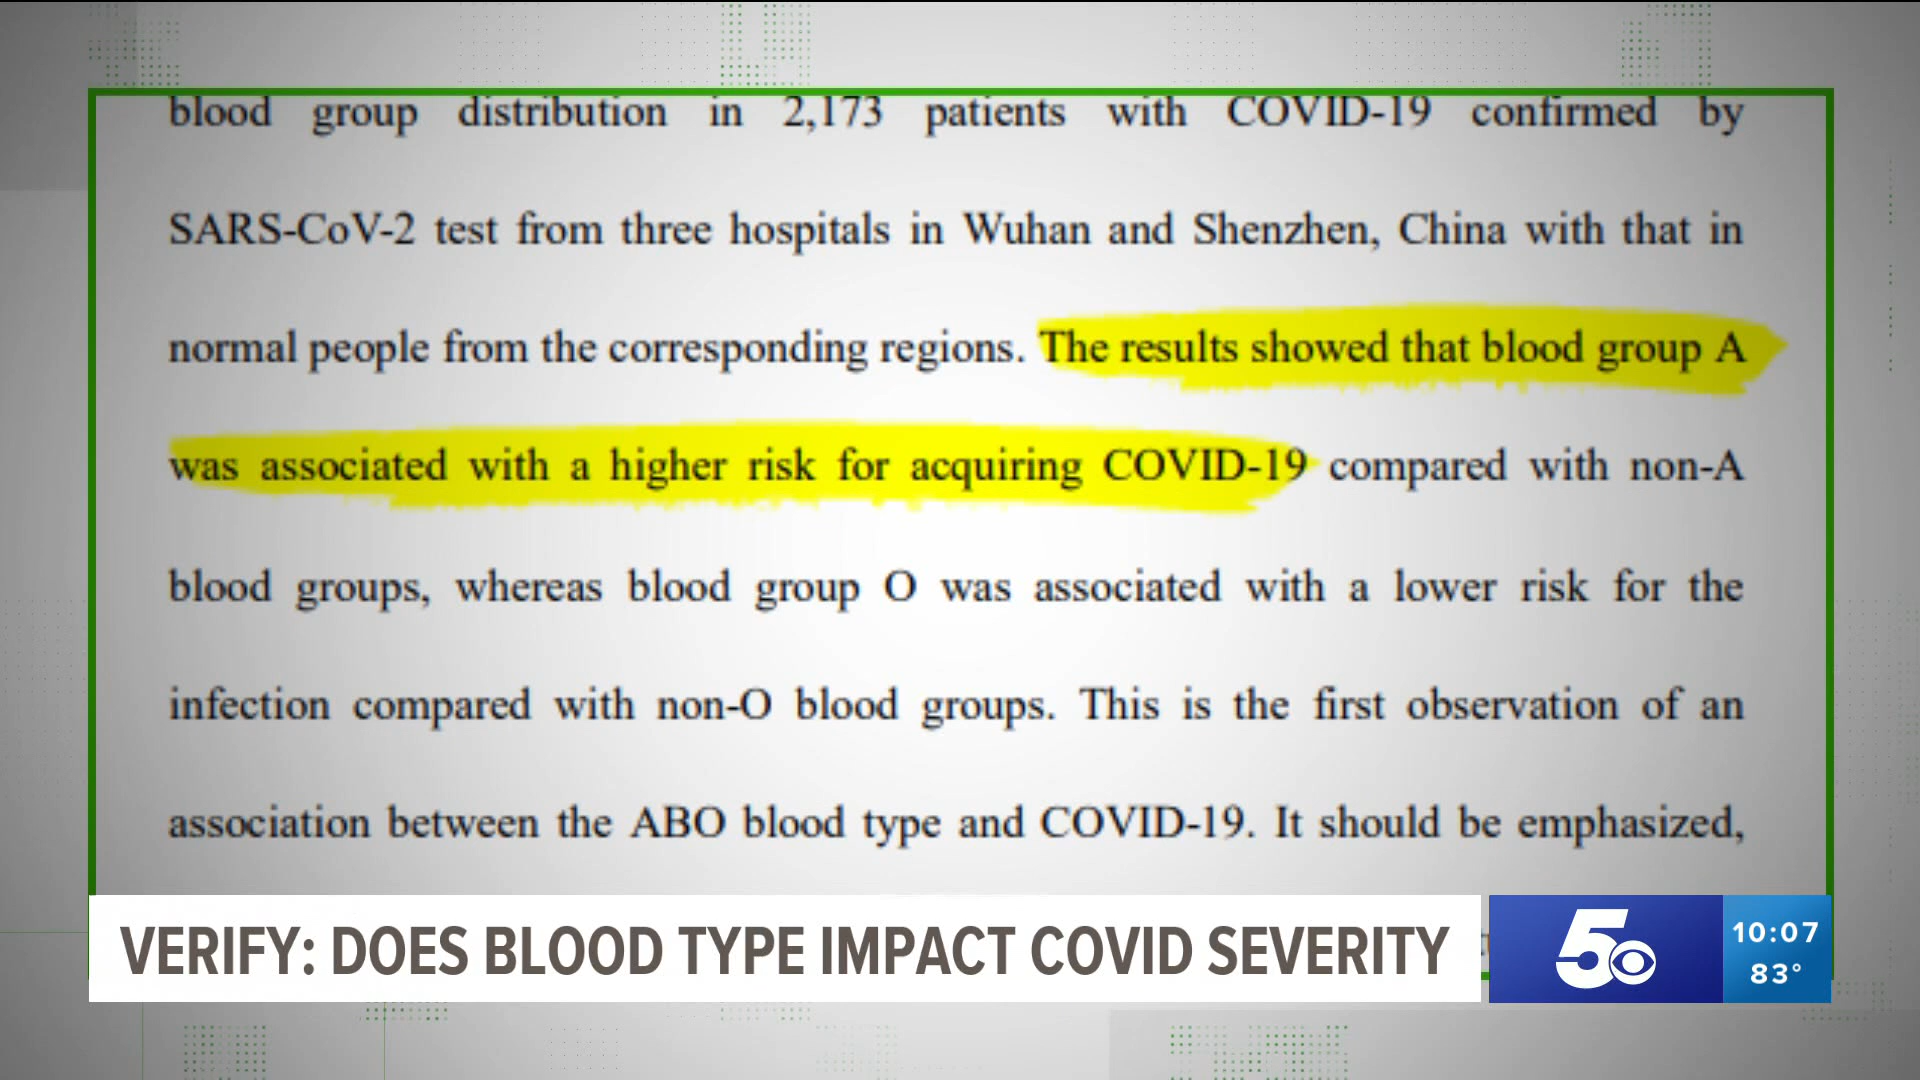 blood group distribution in 2,173 patients with COVID-19 confirmed by
SARS-CoV-2 test from three hospitals in Wuhan and Shenzhen, China with that in
normal people from the corresponding regions. The results showed that blood group A
was associated with a higher risk for acquiring COVID-19 compared with non-A
blood groups, whereas blood group O was associated with a lower risk for the
infection compared with non-O blood groups. This is the first observation of an
association between the ABO blood type and COVID-19. It should be emphasized,
VERIFY: DOES BLOOD TYPE IMPACT COVID SEVERITY
5
10:07
83°